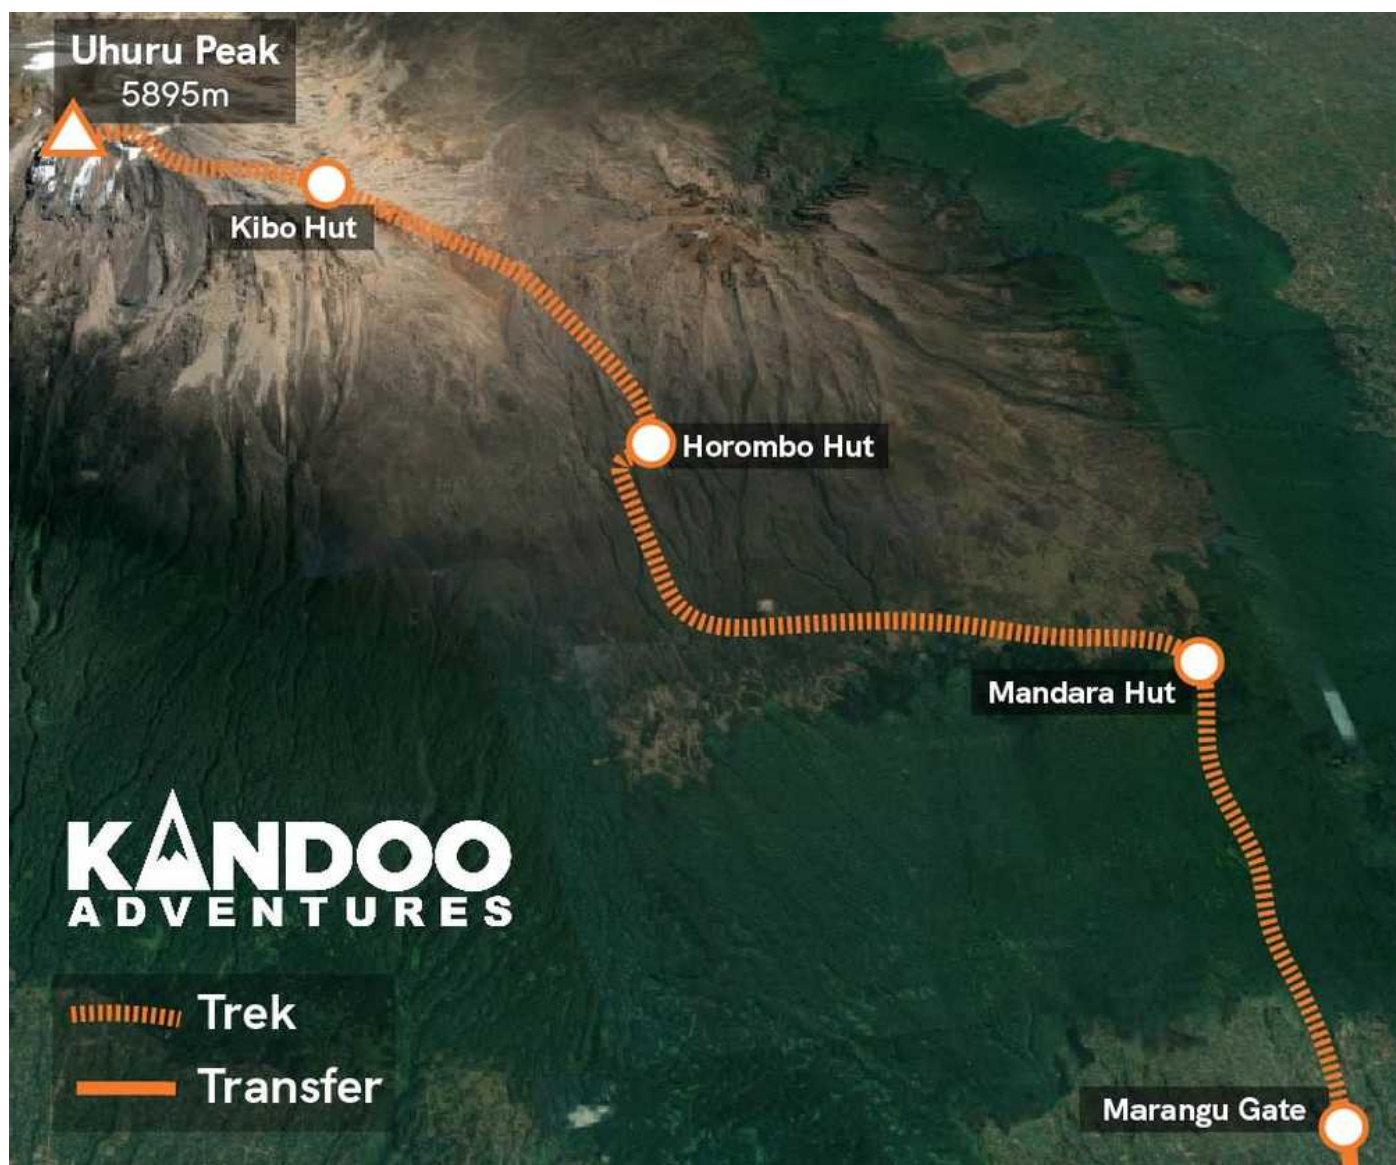 Uhuru Peak
5895m
Kibo Hut
Horombo Hut
Mandara Hut
KANDOO
ADVENTURES
Trek
Transfer
Marangu Gate